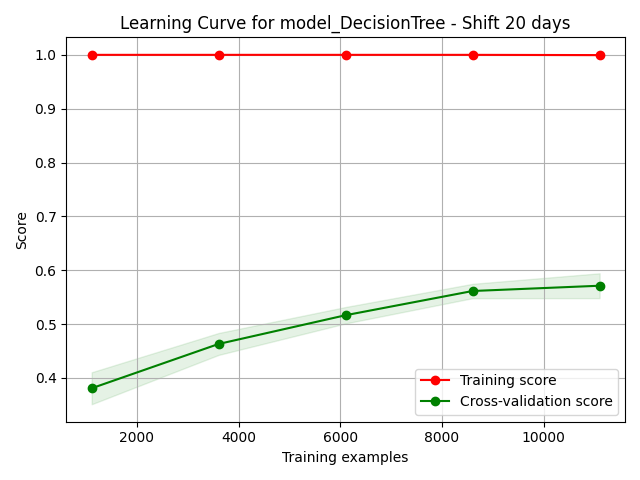 Learning Curve for model_DecisionTree - Shift 20 days
1.0
0.9
0.8
0.7
0.6
0.5
0.4
Score
Training score
Cross-validation score
2000
4000
6000
8000
10000
Training examples